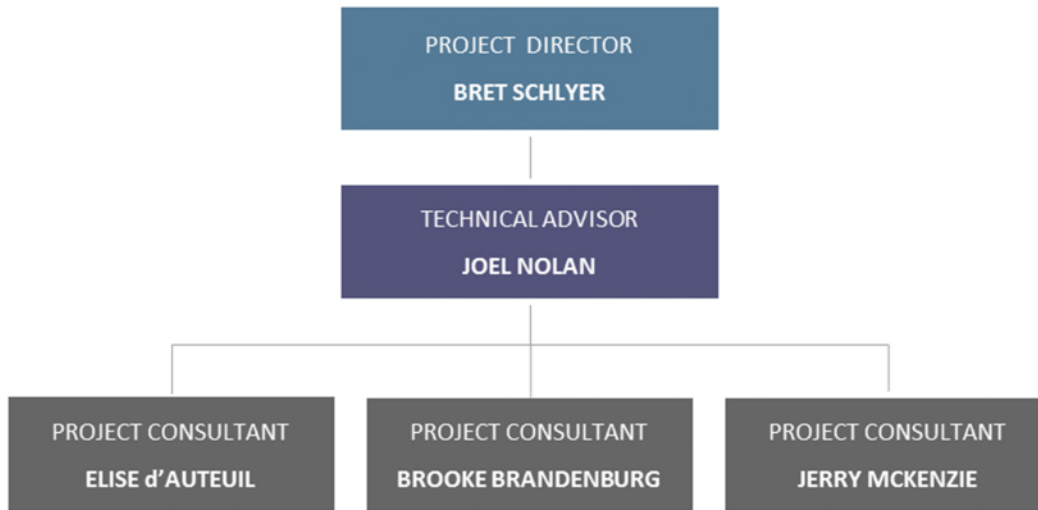 PROJECT DIRECTOR
BRET SCHLYER
TECHNICAL ADVISOR
JOEL NOLAN
PROJECT CONSULTANT
ELISE d’AUTEUIL
PROJECT CONSULTANT
BROOKE BRANDENBURG
PROJECT CONSULTANT
JERRY MCKENZIE